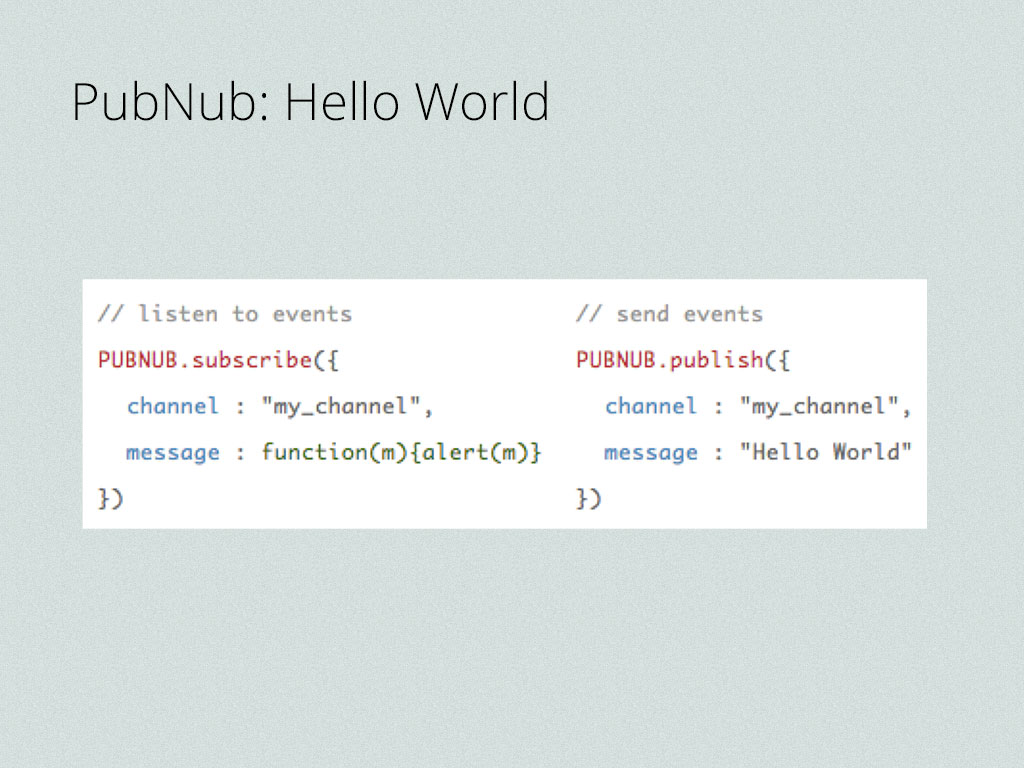 PubNub: Hello World
// listen to events
PUBNUB.subscribe({
channel : "my_channel",
message : function(m){alert(m)}
})
// send events
PUBNUB.publish({
channel : "my_channel",
message : "Hello World"
})